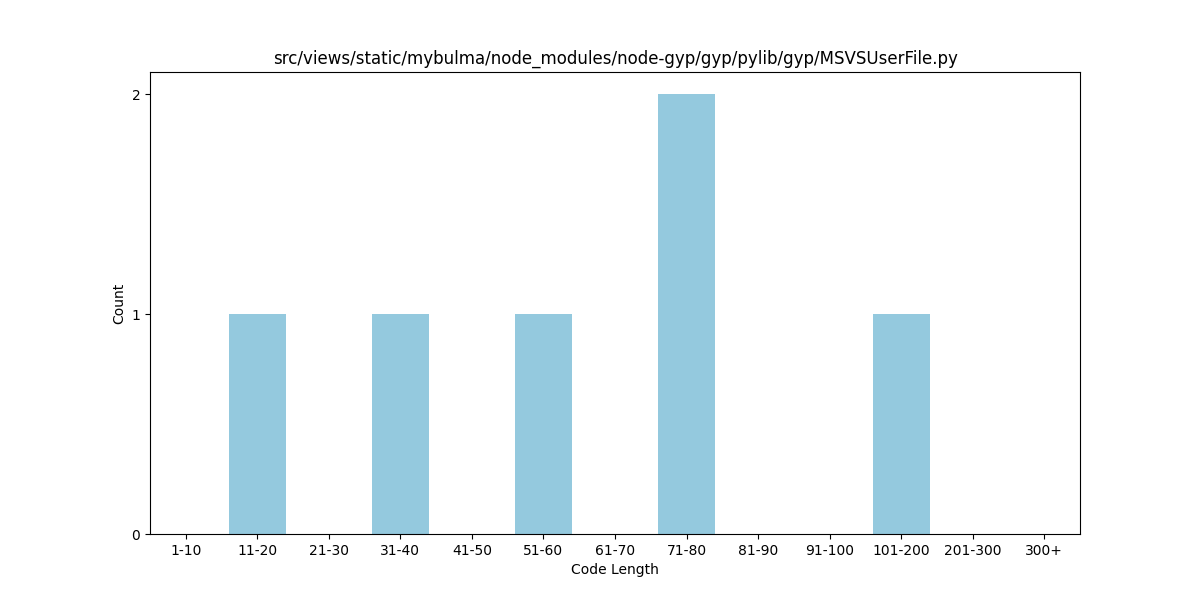 src/views/static/mybulma/node_modules/node-gyp/gyp/pylib/gyp/MSVSUserFile.py
Count
2
1
0
1-10 11-20 21-30 31-40 41-50 51-60 61-70 71-80 81-90 91-100 101-200 201-300 300+
Code Length